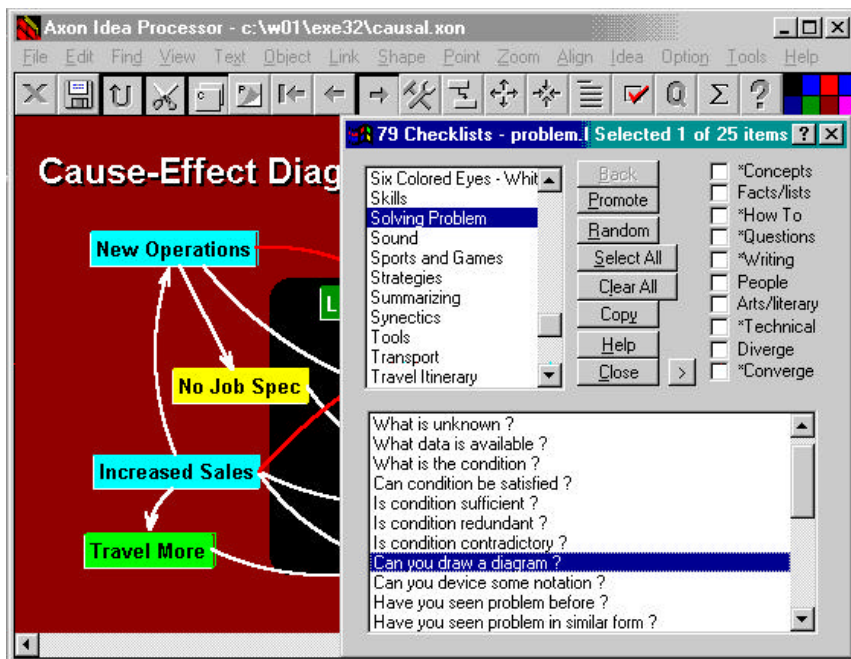 Axon Idea Processor - c:\w01\exe32\causal.xon
File Edit Find View Text Object Link Shape Point Zoom Align Idea Option Tools Help
79 Checklists - problem. Selected 1 of 25 items
Cause-Effect Diag
New Operations
L
No Job Spec
Increased Sales
Travel More
Six Colored Eyes - Whit
Skills
Solving Problem
Sound
Sports and Games
Strategies
Summarizing
Synectics
Tools
Transport
Travel Itinerary
Back
Promote
Random
Select All
Clear All
Copy
Help
Close >
*Concepts
Facts/lists
*How To
*Questions
*Writing
People
Arts/literary
*Technical
Diverge
*Converge
What is unknown ?
What data is available ?
What is the condition ?
Can condition be satisfied ?
Is condition sufficient ?
Is condition redundant ?
Is condition contradictory ?
Can you draw a diagram ?
Can you device some notation ?
Have you seen problem before ?
Have you seen problem in similar form ?